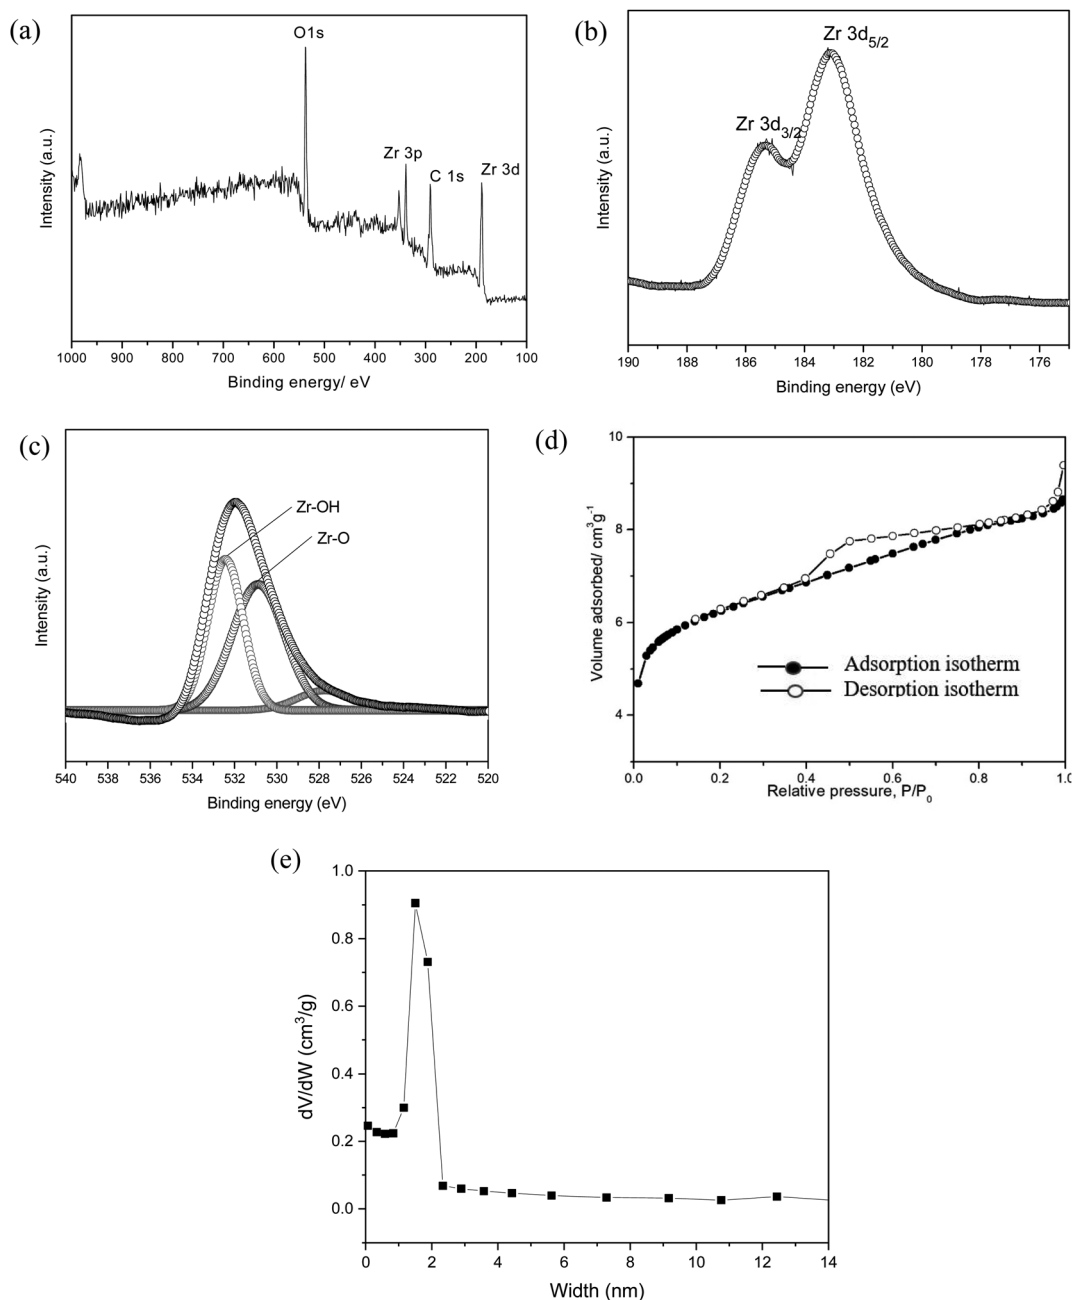 (a)
O1s
Zr 3p
C 1s
Zr 3d
Intensity (a.u.)
1000 900 800 700 600 500 400 300 200 100
Binding energy/ eV
(b)
Zr 3d5/2
Zr 3d3/2
Intensity (a.u.)
190 188 186 184 182 180 178 176
Binding energy (eV)
(c)
Zr-OH
Zr-O
Intensity (a.u.)
540 538 536 534 532 530 528 526 524 522 520
Binding energy (eV)
(d)
10
8
6
4
Volume adsorbed/ cm3g-1
Adsorption isotherm
Desorption isotherm
0.0 0.2 0.4 0.6 0.8 1.0
Relative pressure, P/P0
(e)
1.0
0.8
0.6
0.4
0.2
0.0
dV/dW (cm3/g)
0 2 4 6 8 10 12 14
Width (nm)